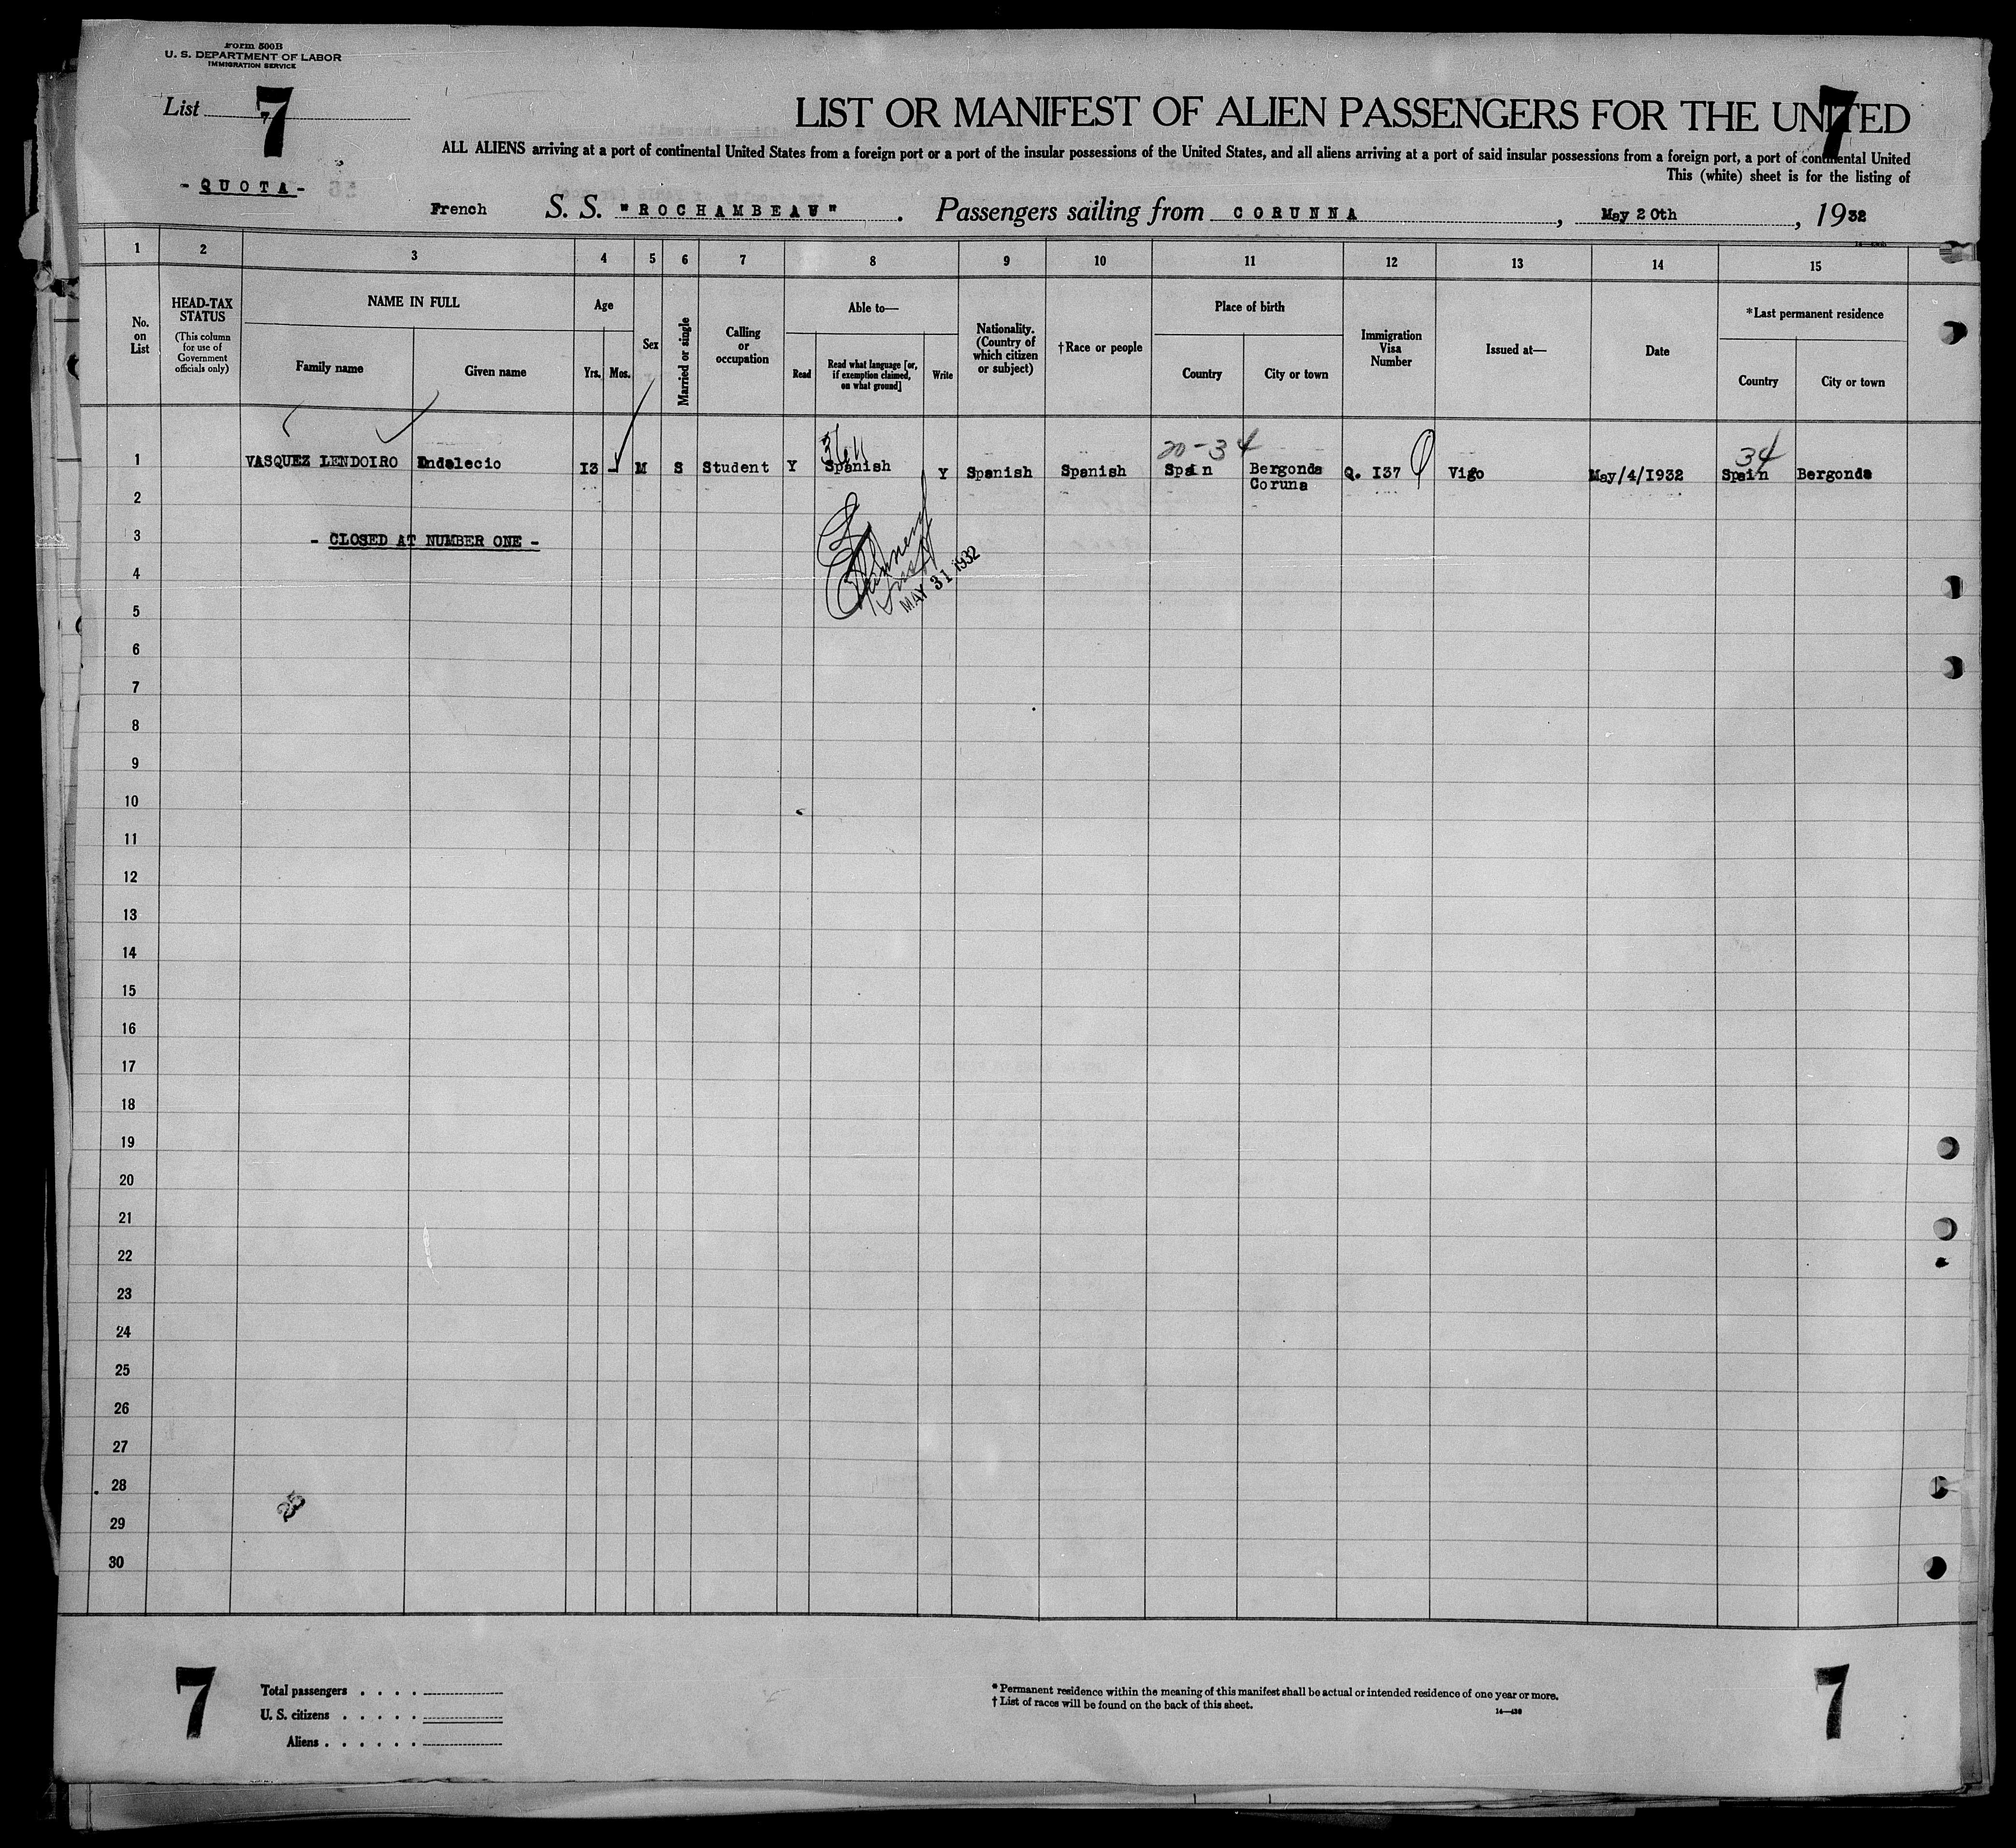 Form 500B
U. S. DEPARTMENT OF LABOR
IMMIGRATION SERVICE
List 7
7
7
LIST OR MANIFEST OF ALIEN PASSENGERS FOR THE UNITED
ALL ALIENS arriving at a port of continental United States from a foreign port or a port of the insular possessions of the United States, and all aliens arriving at a port of said insular possessions from a foreign port, a port of continental United
This (white) sheet is for the listing of
- QUOTA -
French S. S. "ROCHAMBEAU". Passengers sailing from CORUNNA, May 20th, 1932
1 2 3 4 5 6 7 8 9 10 11 12 13 14 15
No. on List
HEAD-TAX STATUS
(This column for use of Government officials only)
NAME IN FULL
Family name
Given name
Age
Yrs. Mos.
Sex
Married or single
Calling or occupation
Able to—
Read
Read what language [or, if exemption claimed, on what ground]
Write
Nationality. (Country of which citizen or subject)
†Race or people
Place of birth
Country
City or town
Immigration Visa Number
Issued at—
Date
*Last permanent residence
Country
City or town
20-34
34
1 VASQUEZ LENDOIRO Indalecio 13 - M S Student Y Spanish Y Spanish Spanish Spain Bergonda Coruna Q. 137 Vigo May/4/1932 Spain Bergonda
2
3 - CLOSED AT NUMBER ONE -
MAY 31 1932
4
5
6
7
8
9
10
11
12
13
14
15
16
17
18
19
20
21
22
23
24
25
26
27
28
25
29
30
7
Total passengers . . . .
U. S. citizens . . . . .
Aliens . . . . . .
* Permanent residence within the meaning of this manifest shall be actual or intended residence of one year or more.
† List of races will be found on the back of this sheet.
7